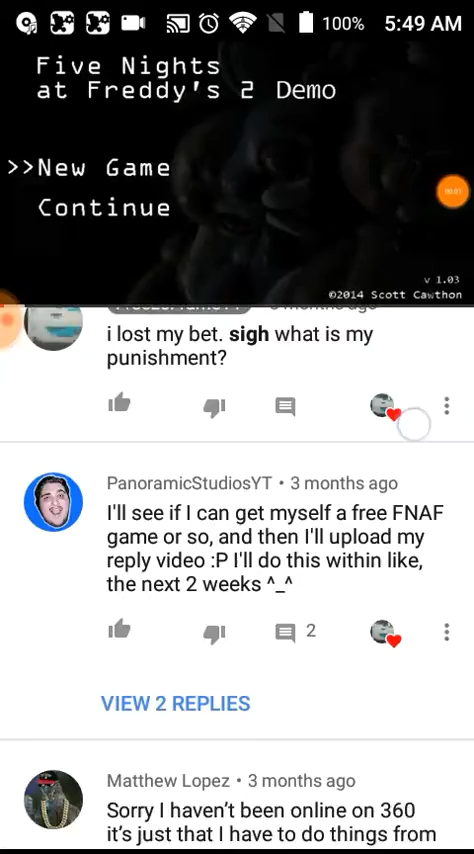 100% 5:49 AM
Five Nights
at Freddy's 2 Demo
>>New Game
Continue
v 1.03
©2014 Scott Cawthon
i lost my bet. sigh what is my
punishment?
PanoramicStudiosYT • 3 months ago
I'll see if I can get myself a free FNAF
game or so, and then I'll upload my
reply video :P I'll do this within like,
the next 2 weeks ^_^
2
VIEW 2 REPLIES
Matthew Lopez • 3 months ago
Sorry I haven't been online on 360
it's just that I have to do things from